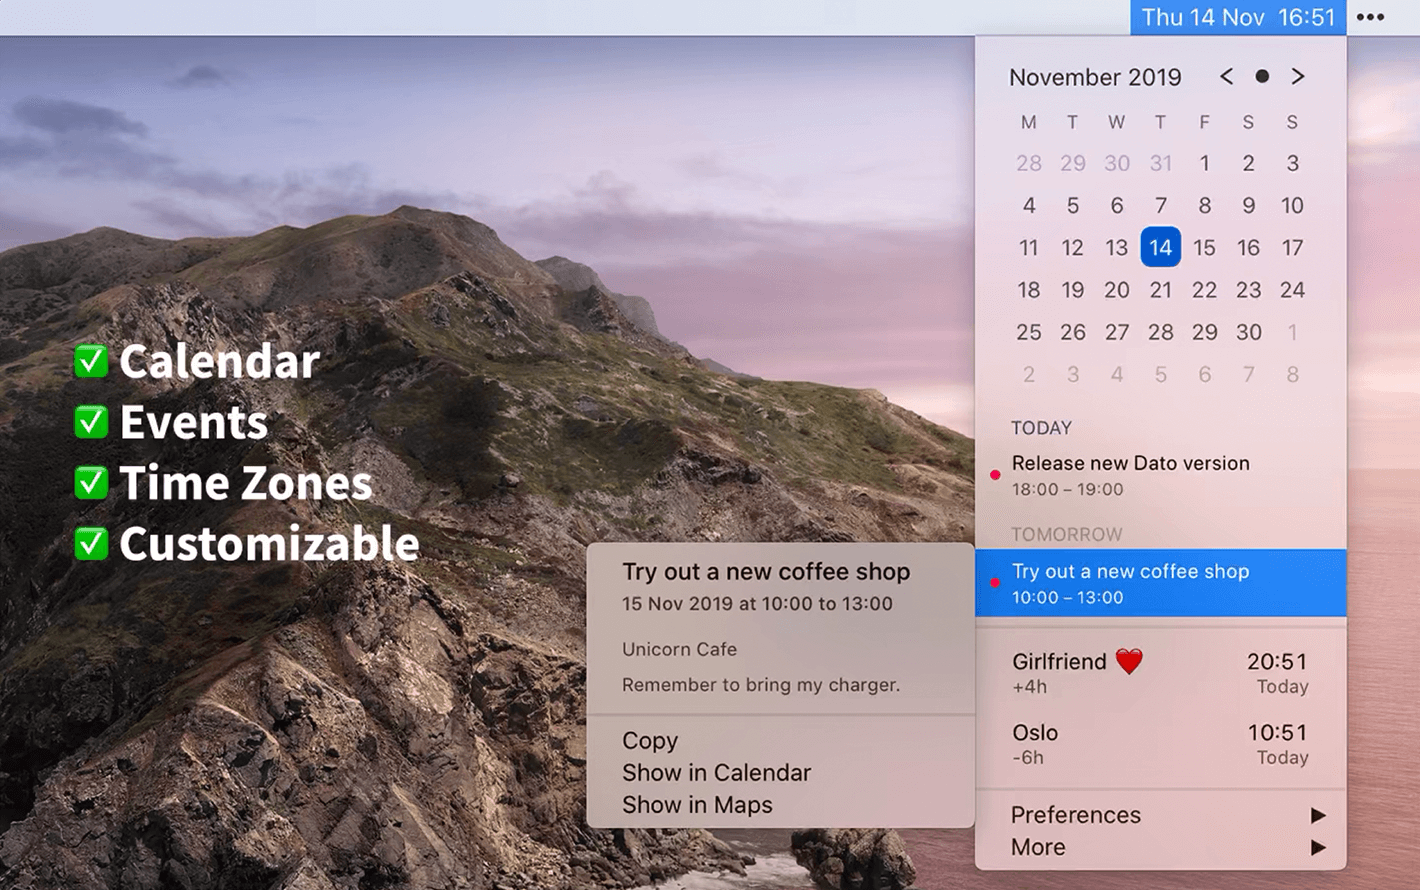 Thu 14 Nov 16:51 •••
November 2019 < ● >
M T W T F S S
28 29 30 31 1 2 3
4 5 6 7 8 9 10
11 12 13 14 15 16 17
18 19 20 21 22 23 24
25 26 27 28 29 30 1
2 3 4 5 6 7 8
TODAY
Release new Dato version
18:00 – 19:00
TOMORROW
Try out a new coffee shop
10:00 – 13:00
Girlfriend ❤️ 20:51
+4h Today
Oslo 10:51
-6h Today
Preferences ▶
More ▶
Try out a new coffee shop
15 Nov 2019 at 10:00 to 13:00
Unicorn Cafe
Remember to bring my charger.
Copy
Show in Calendar
Show in Maps
✅ Calendar
✅ Events
✅ Time Zones
✅ Customizable